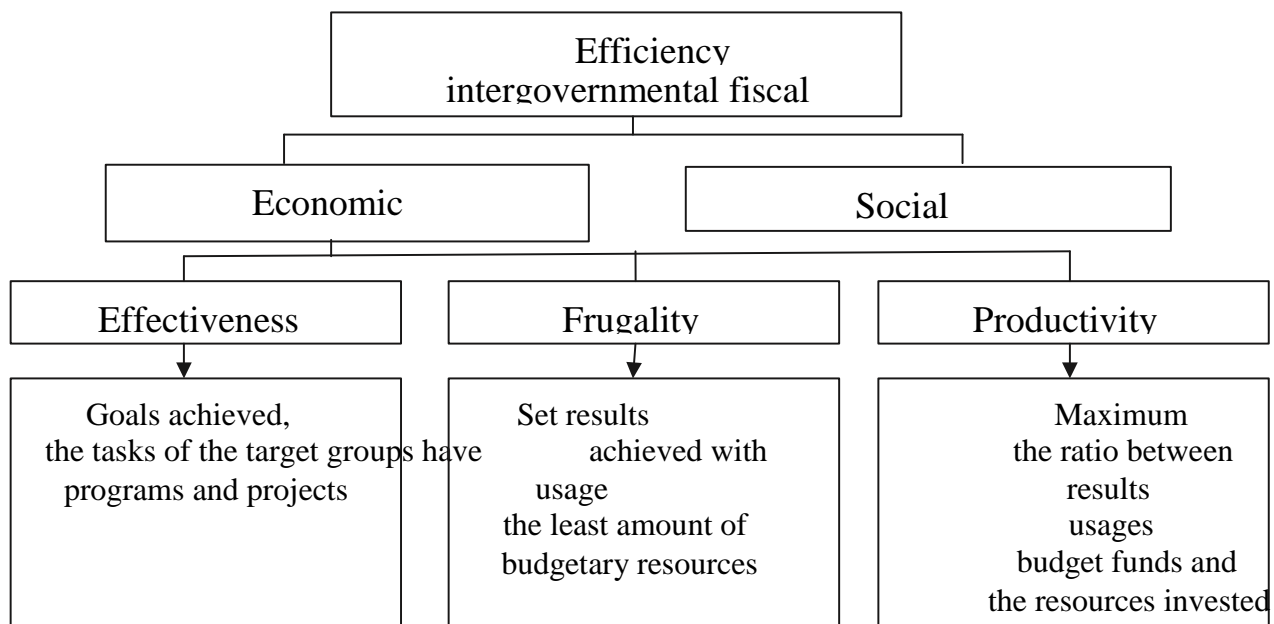 Efficiency
intergovernmental fiscal
Economic
Social
Effectiveness
Frugality
Productivity
Goals achieved,
the tasks of the target groups have
programs and projects
Set results
achieved with
usage
the least amount of
budgetary resources
Maximum
the ratio between
results
usages
budget funds and
the resources invested